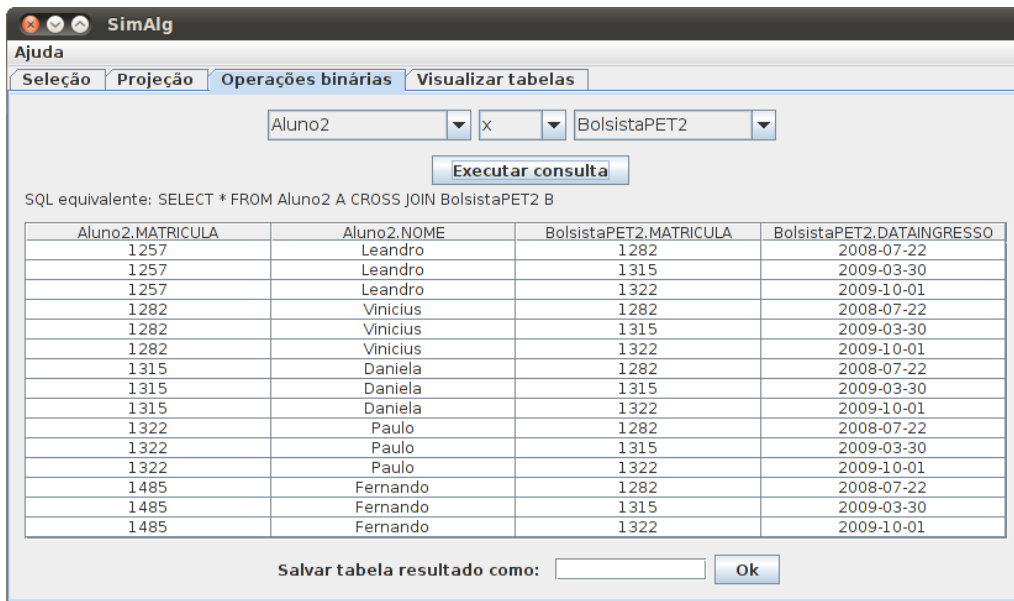 SimAlg
Ajuda
Seleção Projeção Operações binárias Visualizar tabelas
Aluno2 x BolsistaPET2
Executar consulta
SQL equivalente: SELECT * FROM Aluno2 A CROSS JOIN BolsistaPET2 B
Aluno2.MATRICULA Aluno2.NOME BolsistaPET2.MATRICULA BolsistaPET2.DATAINGRESSO
1257 Leandro 1282 2008-07-22
1257 Leandro 1315 2009-03-30
1257 Leandro 1322 2009-10-01
1282 Vinicius 1282 2008-07-22
1282 Vinicius 1315 2009-03-30
1282 Vinicius 1322 2009-10-01
1315 Daniela 1282 2008-07-22
1315 Daniela 1315 2009-03-30
1315 Daniela 1322 2009-10-01
1322 Paulo 1282 2008-07-22
1322 Paulo 1315 2009-03-30
1322 Paulo 1322 2009-10-01
1485 Fernando 1282 2008-07-22
1485 Fernando 1315 2009-03-30
1485 Fernando 1322 2009-10-01
Salvar tabela resultado como: Ok